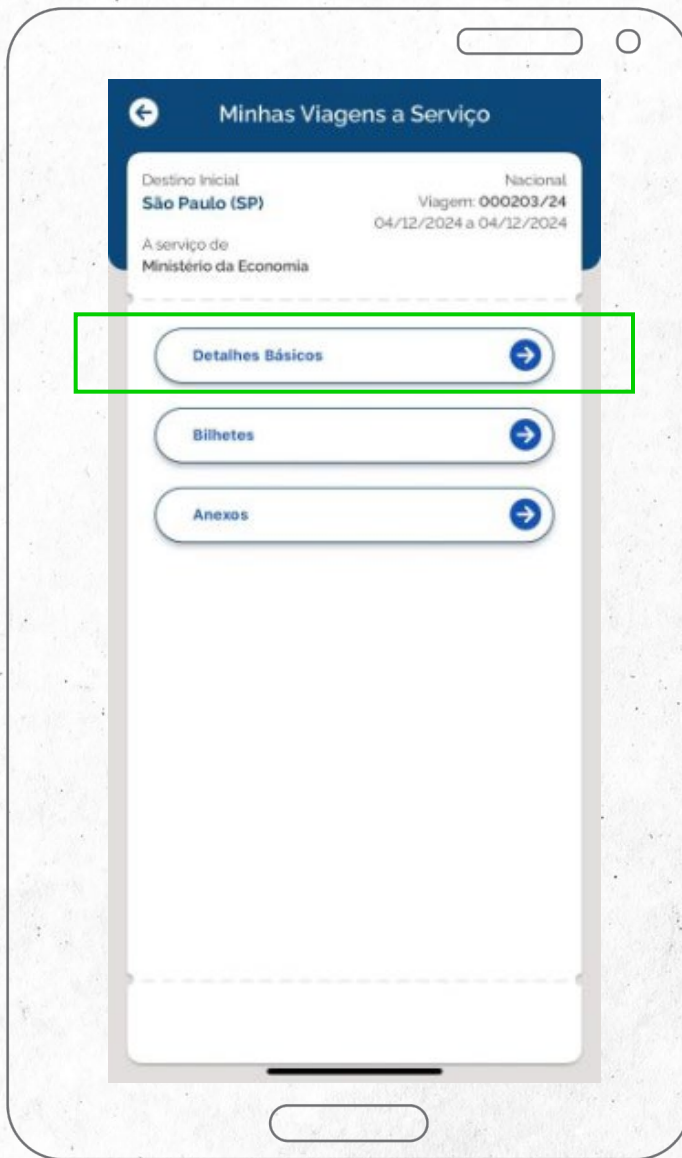 Minhas Viagens a Serviço
Destino Inicial
São Paulo (SP)
Nacional
Viagem: 000203/24
04/12/2024 a 04/12/2024
A serviço de
Ministério da Economia
Detalhes Básicos
Bilhetes
Anexos